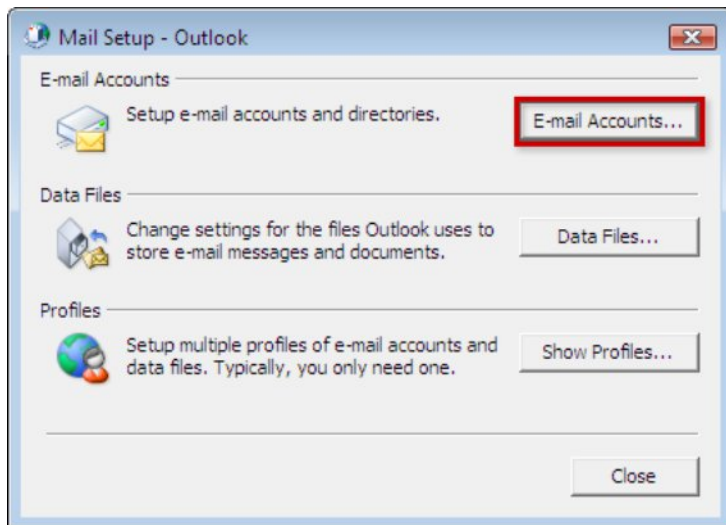 Mail Setup - Outlook
E-mail Accounts
Setup e-mail accounts and directories.
E-mail Accounts...
Data Files
Change settings for the files Outlook uses to
store e-mail messages and documents.
Data Files...
Profiles
Setup multiple profiles of e-mail accounts and
data files. Typically, you only need one.
Show Profiles...
Close